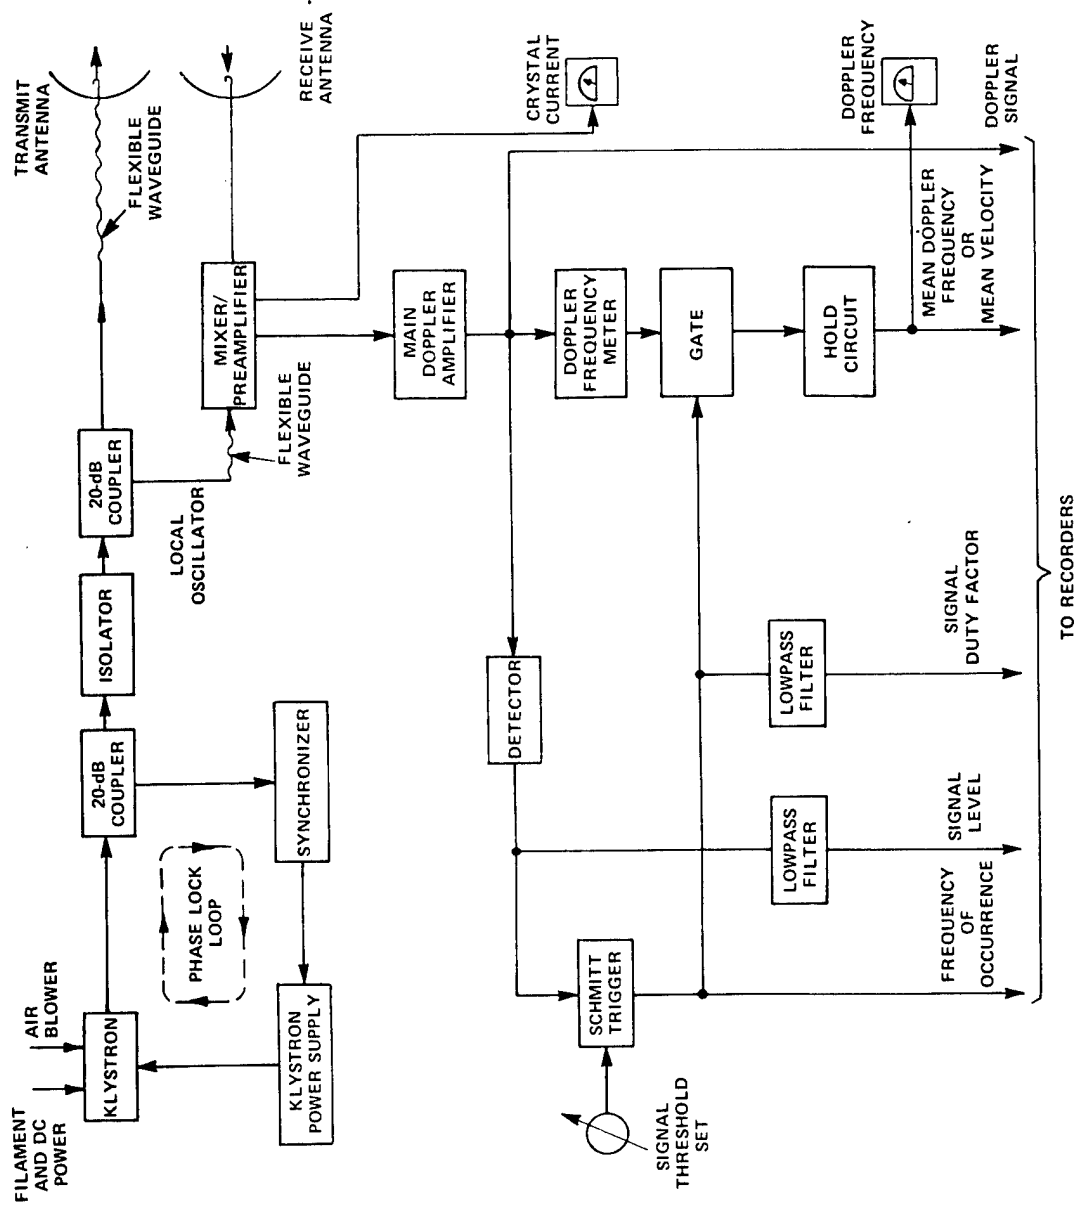 FILAMENT
AND DC
POWER
AIR
BLOWER
KLYSTRON
20-dB
COUPLER
ISOLATOR
20-dB
COUPLER
FLEXIBLE
WAVEGUIDE
TRANSMIT
ANTENNA
PHASE LOCK
LOOP
LOCAL
OSCILLATOR
FLEXIBLE
WAVEGUIDE
MIXER/
PREAMPLIFIER
RECEIVE
ANTENNA
KLYSTRON
POWER SUPPLY
SYNCHRONIZER
MAIN
DOPPLER
AMPLIFIER
CRYSTAL
CURRENT
DETECTOR
SIGNAL
THRESHOLD
SET
SCHMITT
TRIGGER
DOPPLER
FREQUENCY
METER
GATE
LOWPASS
FILTER
LOWPASS
FILTER
HOLD
CIRCUIT
DOPPLER
FREQUENCY
FREQUENCY
OF
OCCURRENCE
SIGNAL
LEVEL
SIGNAL
DUTY FACTOR
MEAN DOPPLER
FREQUENCY
OR
MEAN VELOCITY
DOPPLER
SIGNAL
TO RECORDERS